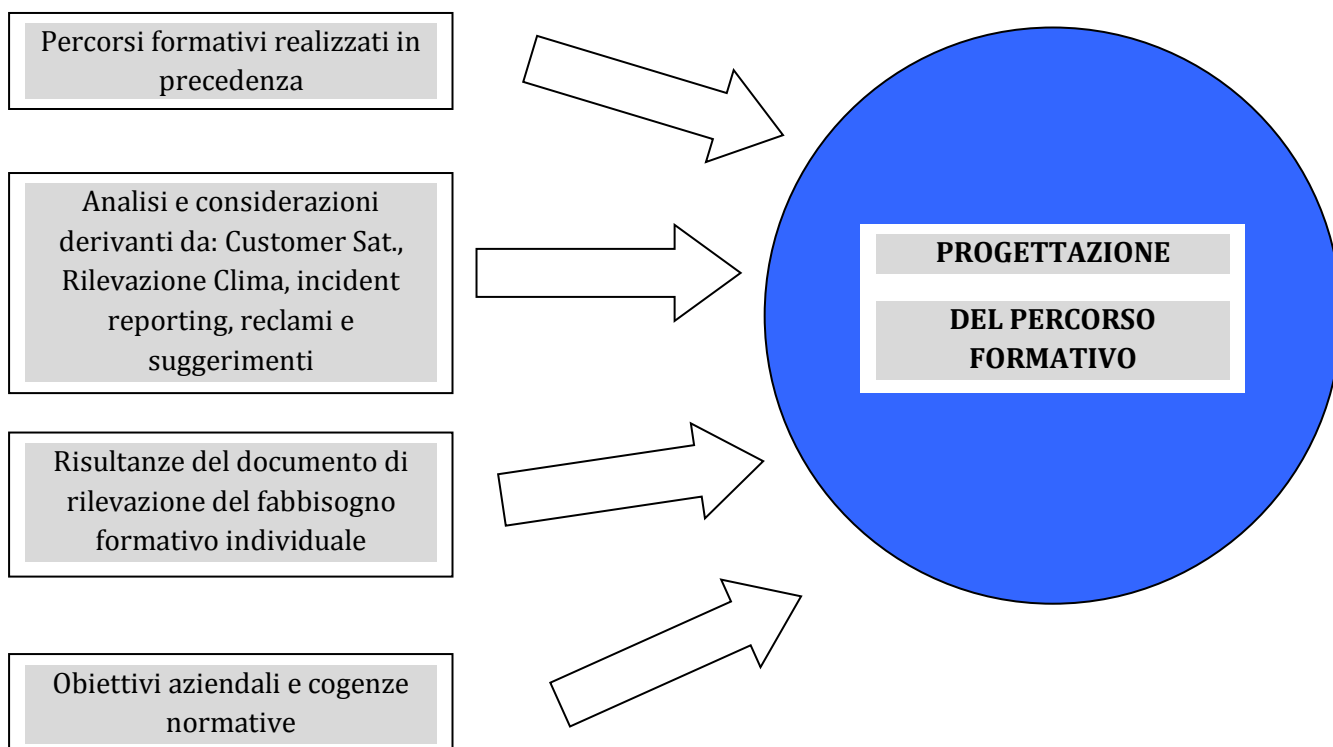 Percorsi formativi realizzati in
precedenza
Analisi e considerazioni
derivanti da: Customer Sat.,
Rilevazione Clima, incident
reporting, reclami e
suggerimenti
Risultanze del documento di
rilevazione del fabbisogno
formativo individuale
Obiettivi aziendali e cogenze
normative
PROGETTAZIONE
DEL PERCORSO
FORMATIVO